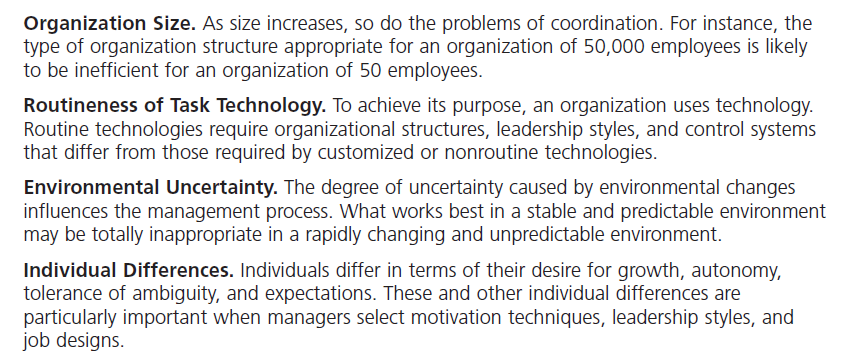 Organization Size. As size increases, so do the problems of coordination. For instance, the
type of organization structure appropriate for an organization of 50,000 employees is likely
to be inefficient for an organization of 50 employees.
Routineness of Task Technology. To achieve its purpose, an organization uses technology.
Routine technologies require organizational structures, leadership styles, and control systems
that differ from those required by customized or nonroutine technologies.
Environmental Uncertainty. The degree of uncertainty caused by environmental changes
influences the management process. What works best in a stable and predictable environment
may be totally inappropriate in a rapidly changing and unpredictable environment.
Individual Differences. Individuals differ in terms of their desire for growth, autonomy,
tolerance of ambiguity, and expectations. These and other individual differences are
particularly important when managers select motivation techniques, leadership styles, and
job designs.